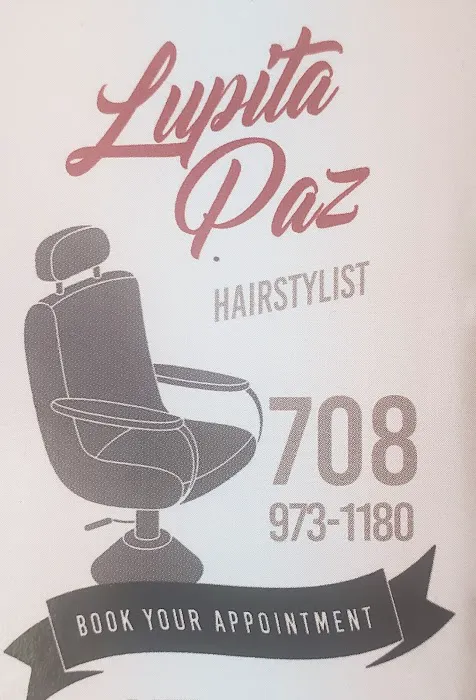 Lupita
Paz
HAIRSTYLIST
708
973-1180
BOOK YOUR APPOINTMENT